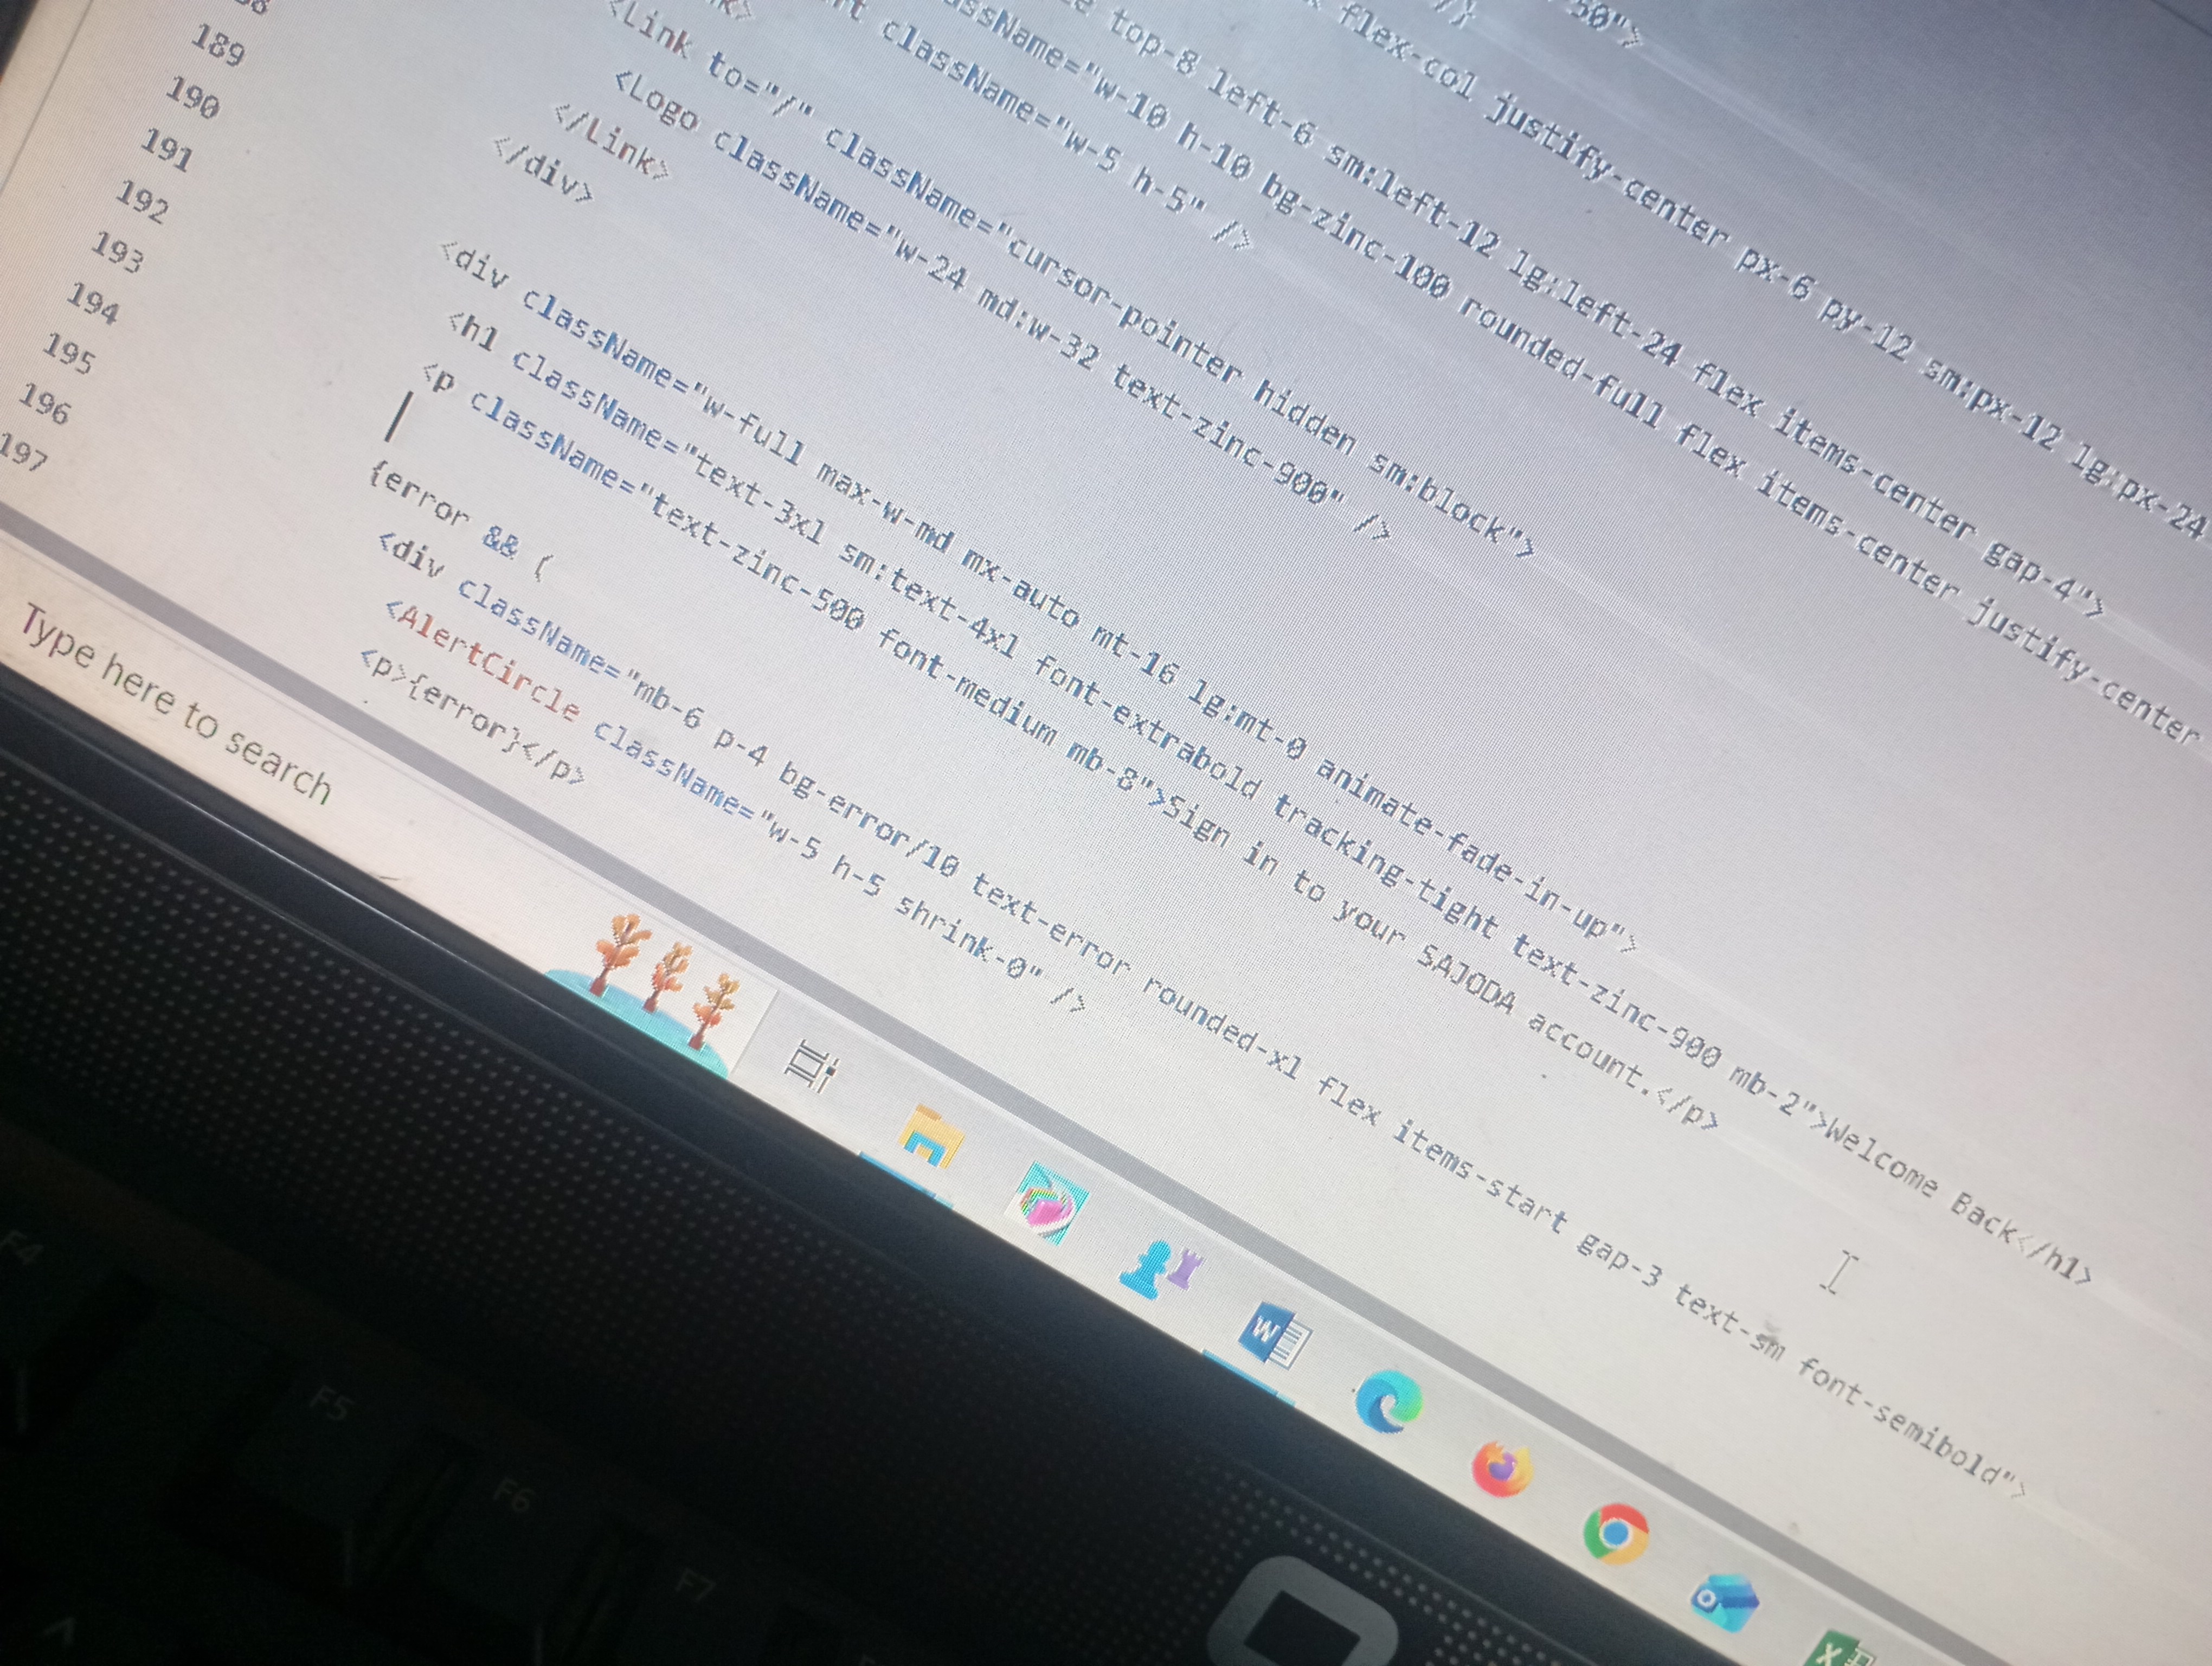 50">
/>
flex-col justify-center px-6 py-12 sm:px-12 lg:px-24
top-8 left-6 sm:left-12 lg:left-24 flex items-center gap-4">
className="w-10 h-10 bg-zinc-100 rounded-full flex items-center justify-center
className="w-5 h-5" />
<Link to="/" className="cursor-pointer hidden sm:block">
<Logo className="w-24 md:w-32 text-zinc-900" />
</Link>
</div>
<div className="w-full max-w-md mx-auto mt-16 lg:mt-0 animate-fade-in-up">
<h1 className="text-3xl sm:text-4xl font-extrabold tracking-tight text-zinc-900 mb-2">Welcome Back</h1>
<p className="text-zinc-500 font-medium mb-8">Sign in to your SAJODA account.</p>
{error && (
<div className="mb-6 p-4 bg-error/10 text-error rounded-xl flex items-start gap-3 text-sm font-semibold">
<AlertCircle className="w-5 h-5 shrink-0" />
<p>{error}</p>
189
190
191
192
193
194
195
196
197
Type here to search
W
X
F4
F5
F6
F7